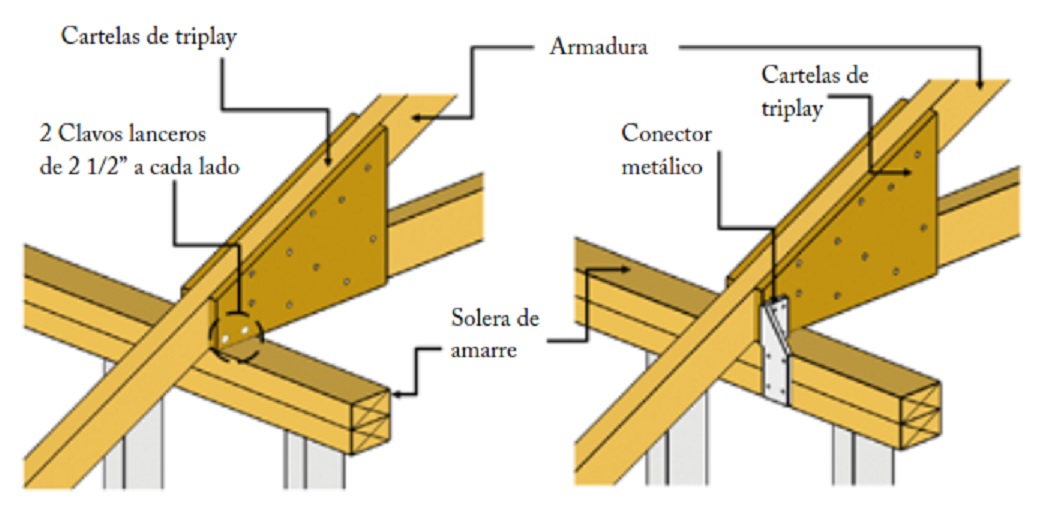 Cartelas de triplay
Armadura
Cartelas de
triplay
2 Clavos lanceros
de 2 1/2” a cada lado
Conector
metálico
Solera de
amarre